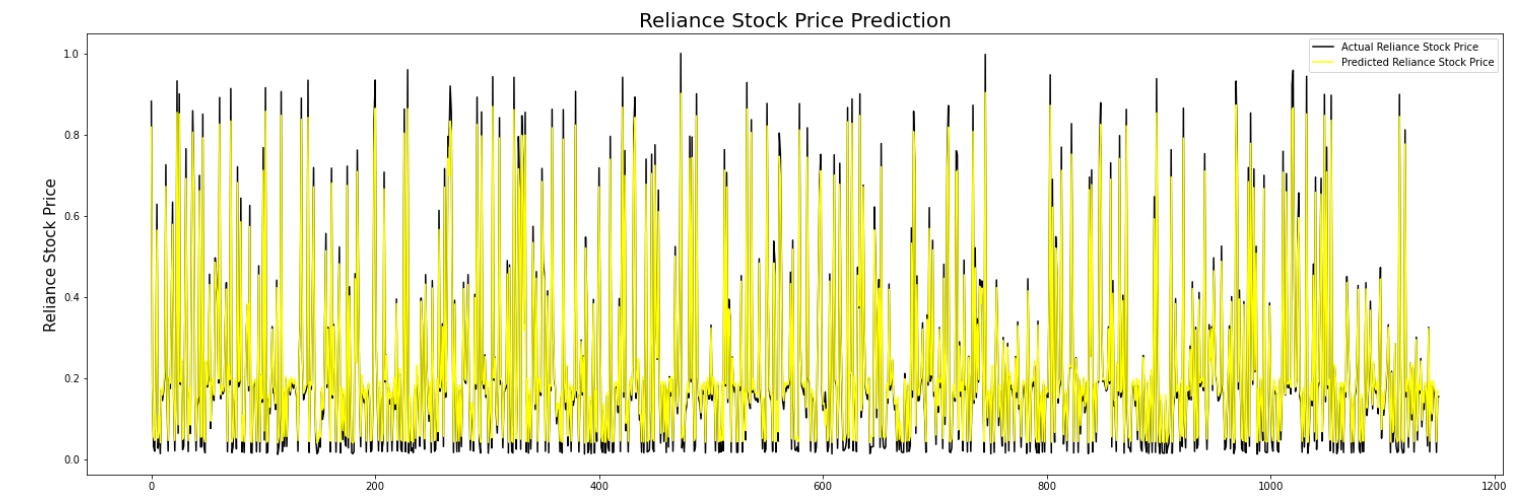 Reliance Stock Price Prediction
Actual Reliance Stock Price
Predicted Reliance Stock Price
Reliance Stock Price
1.0
0.8
0.6
0.4
0.2
0.0
0 200 400 600 800 1000 1200